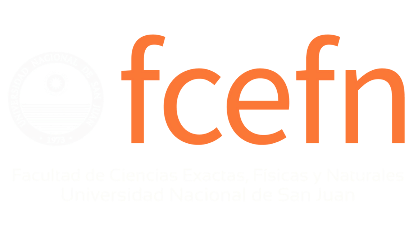 fcefn
Facultad de Ciencias Exactas, Físicas y Naturales
Universidad Nacional de San Juan